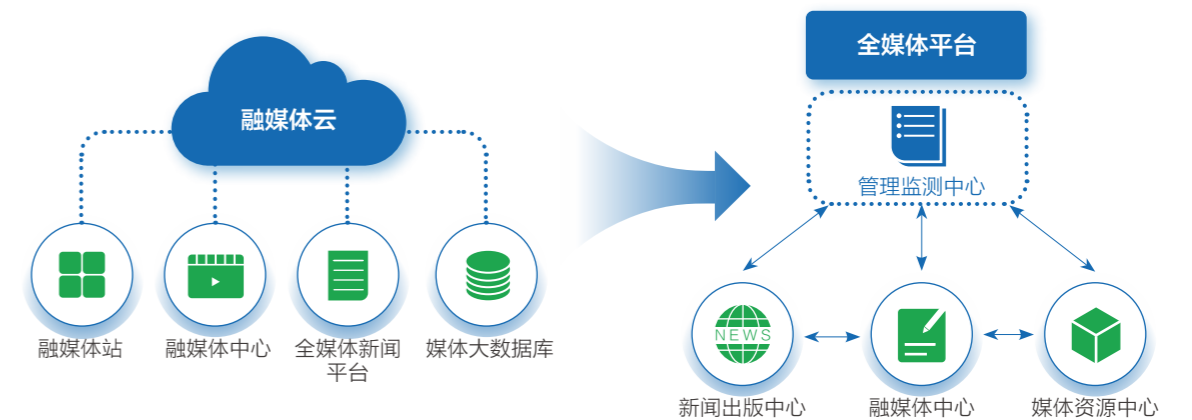 融媒体云
融媒体站
融媒体中心
全媒体新闻
平台
媒体大数据库
全媒体平台
管理监测中心
NEWS
新闻出版中心
融媒体中心
媒体资源中心